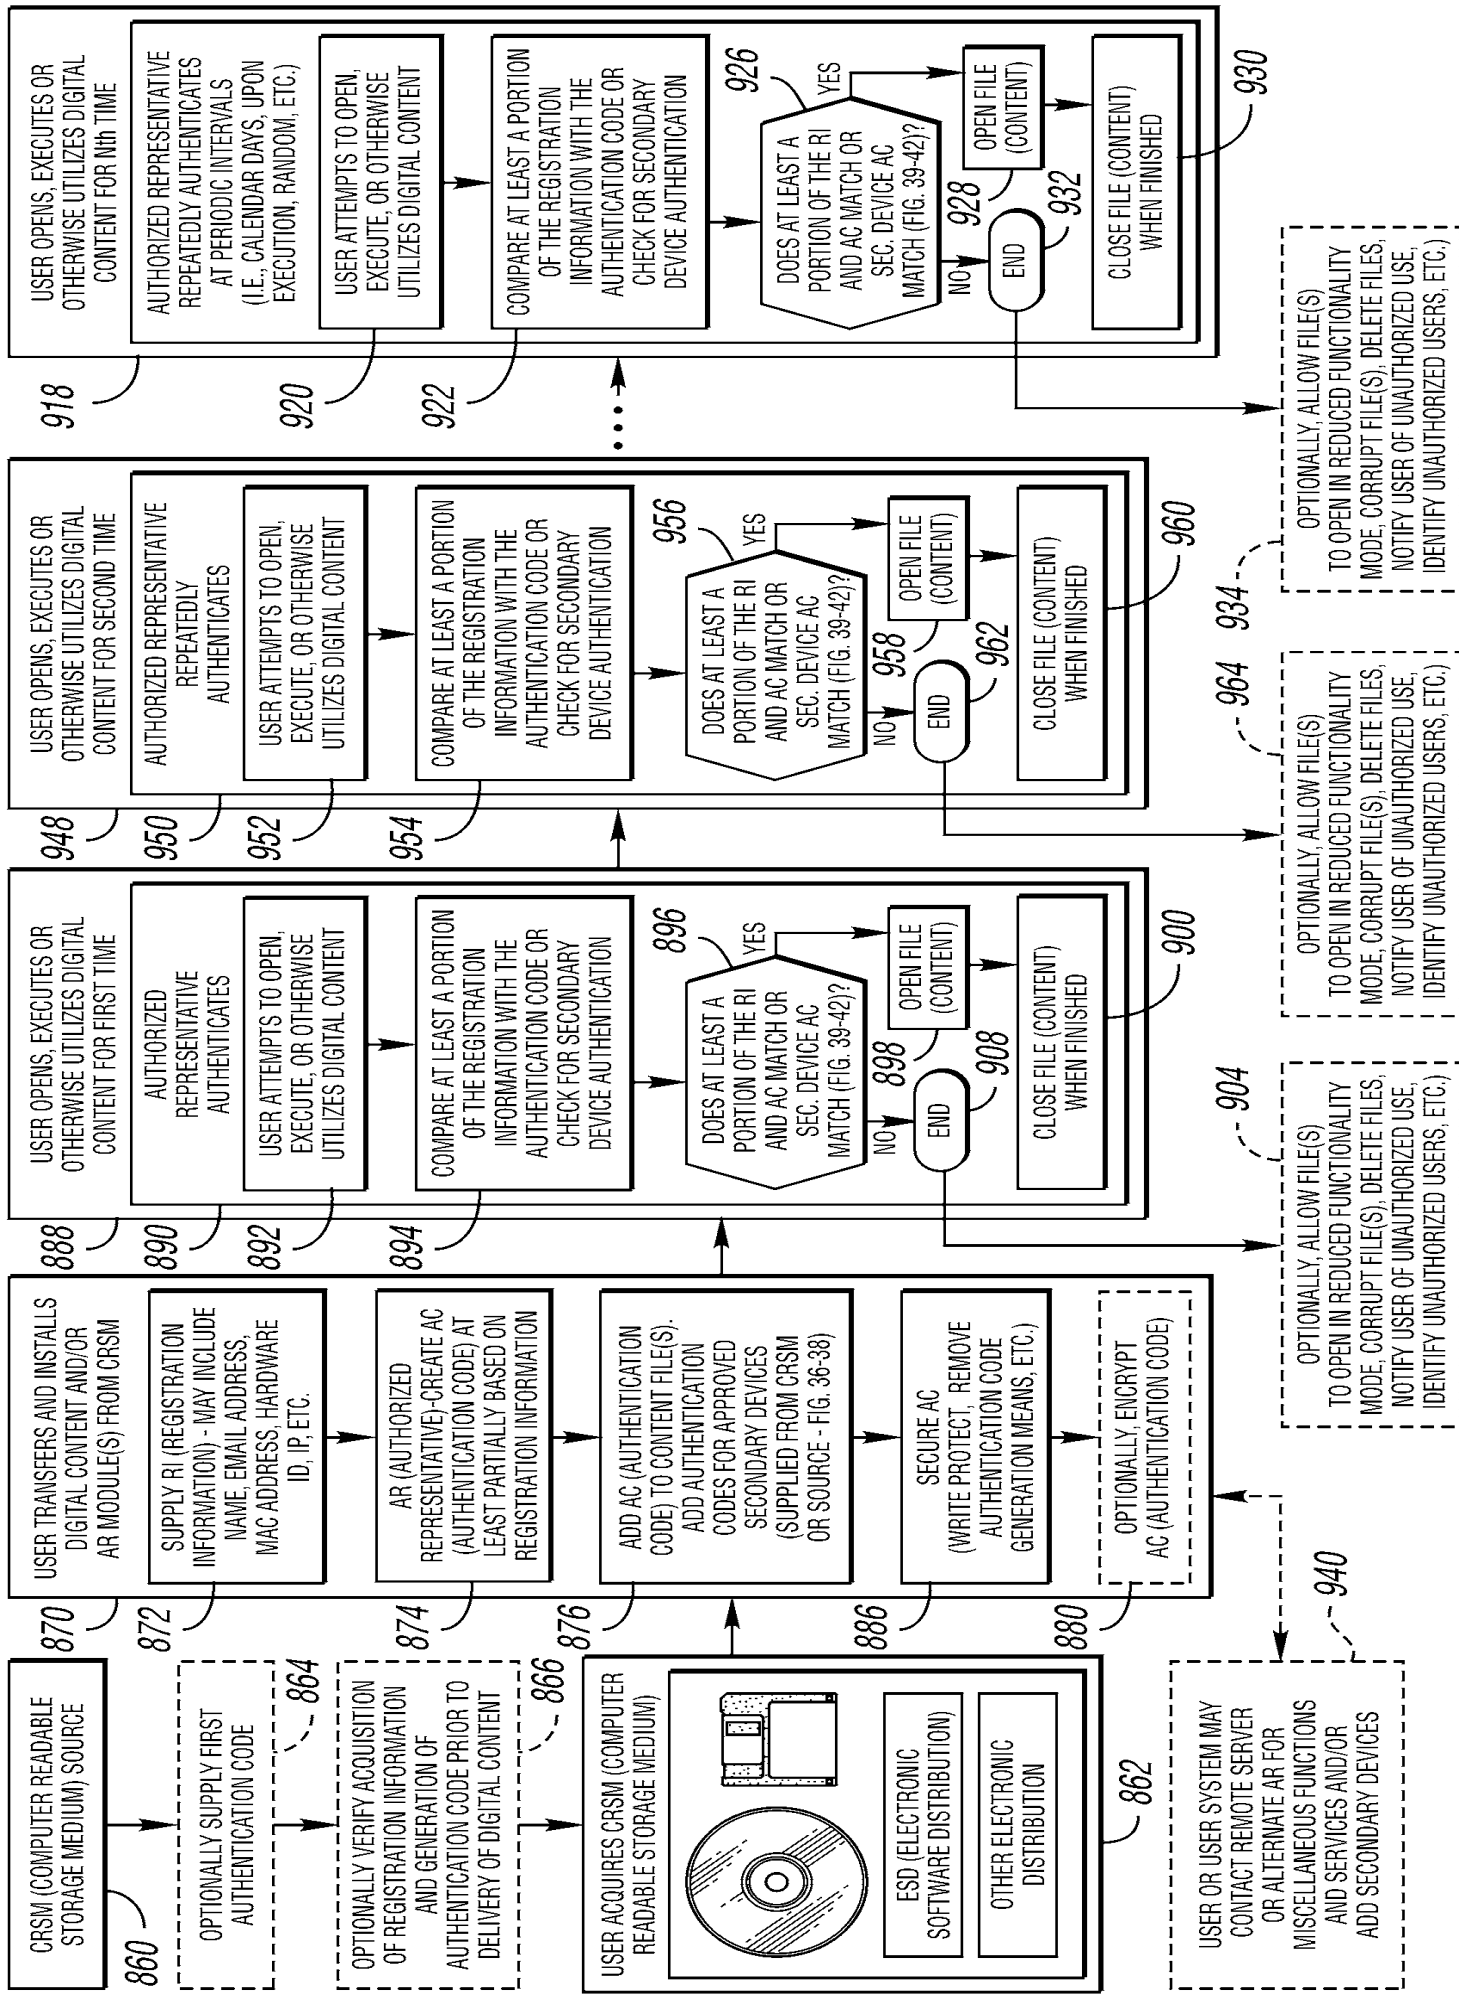 CRSM (COMPUTER READABLE
STORAGE MEDIUM) SOURCE
860
OPTIONALLY SUPPLY FIRST
AUTHENTICATION CODE
864
OPTIONALLY VERIFY ACQUISITION
OF REGISTRATION INFORMATION
AND GENERATION OF
AUTHENTICATION CODE PRIOR TO
DELIVERY OF DIGITAL CONTENT
866
USER ACQUIRES CRSM (COMPUTER
READABLE STORAGE MEDIUM)
ESD (ELECTRONIC
SOFTWARE DISTRIBUTION)
OTHER ELECTRONIC
DISTRIBUTION
862
USER OR USER SYSTEM MAY
CONTACT REMOTE SERVER
OR ALTERNATE AR FOR
MISCELLANEOUS FUNCTIONS
AND SERVICES AND/OR
ADD SECONDARY DEVICES
940
870
USER TRANSFERS AND INSTALLS
DIGITAL CONTENT AND/OR
AR MODULE(S) FROM CRSM
872
SUPPLY RI (REGISTRATION
INFORMATION) - MAY INCLUDE
NAME, EMAIL ADDRESS,
MAC ADDRESS, HARDWARE
ID, IP, ETC.
874
AR (AUTHORIZED
REPRESENTATIVE)-CREATE AC
(AUTHENTICATION CODE) AT
LEAST PARTIALLY BASED ON
REGISTRATION INFORMATION
876
ADD AC (AUTHENTICATION
CODE) TO CONTENT FILE(S).
ADD AUTHENTICATION
CODES FOR APPROVED
SECONDARY DEVICES
(SUPPLIED FROM CRSM
OR SOURCE - FIG. 36-38)
886
SECURE AC
(WRITE PROTECT, REMOVE
AUTHENTICATION CODE
GENERATION MEANS, ETC.)
880
OPTIONALLY, ENCRYPT
AC (AUTHENTICATION CODE)
888
USER OPENS, EXECUTES OR
OTHERWISE UTILIZES DIGITAL
CONTENT FOR FIRST TIME
890
AUTHORIZED
REPRESENTATIVE
AUTHENTICATES
892
USER ATTEMPTS TO OPEN,
EXECUTE, OR OTHERWISE
UTILIZES DIGITAL CONTENT
894
COMPARE AT LEAST A PORTION
OF THE REGISTRATION
INFORMATION WITH THE
AUTHENTICATION CODE OR
CHECK FOR SECONDARY
DEVICE AUTHENTICATION
896
DOES AT LEAST A
PORTION OF THE RI
AND AC MATCH OR
SEC. DEVICE AC
MATCH (FIG. 39-42)?
YES
NO
898
OPEN FILE
(CONTENT)
END
908
CLOSE FILE (CONTENT)
WHEN FINISHED
900
904
OPTIONALLY, ALLOW FILE(S)
TO OPEN IN REDUCED FUNCTIONALITY
MODE, CORRUPT FILE(S), DELETE FILES,
NOTIFY USER OF UNAUTHORIZED USE,
IDENTIFY UNAUTHORIZED USERS, ETC.)
948
USER OPENS, EXECUTES OR
OTHERWISE UTILIZES DIGITAL
CONTENT FOR SECOND TIME
950
AUTHORIZED REPRESENTATIVE
REPEATEDLY
AUTHENTICATES
952
USER ATTEMPTS TO OPEN,
EXECUTE, OR OTHERWISE
UTILIZES DIGITAL CONTENT
954
COMPARE AT LEAST A PORTION
OF THE REGISTRATION
INFORMATION WITH THE
AUTHENTICATION CODE OR
CHECK FOR SECONDARY
DEVICE AUTHENTICATION
956
DOES AT LEAST A
PORTION OF THE RI
AND AC MATCH OR
SEC. DEVICE AC
MATCH (FIG. 39-42)?
YES
NO
958
OPEN FILE
(CONTENT)
END
962
CLOSE FILE (CONTENT)
WHEN FINISHED
960
964
OPTIONALLY, ALLOW FILE(S)
TO OPEN IN REDUCED FUNCTIONALITY
MODE, CORRUPT FILE(S), DELETE FILES,
NOTIFY USER OF UNAUTHORIZED USE,
IDENTIFY UNAUTHORIZED USERS, ETC.)
918
USER OPENS, EXECUTES OR
OTHERWISE UTILIZES DIGITAL
CONTENT FOR Nth TIME
AUTHORIZED REPRESENTATIVE
REPEATEDLY AUTHENTICATES
AT PERIODIC INTERVALS
(I.E., CALENDAR DAYS, UPON
EXECUTION, RANDOM, ETC.)
920
USER ATTEMPTS TO OPEN,
EXECUTE, OR OTHERWISE
UTILIZES DIGITAL CONTENT
922
COMPARE AT LEAST A PORTION
OF THE REGISTRATION
INFORMATION WITH THE
AUTHENTICATION CODE OR
CHECK FOR SECONDARY
DEVICE AUTHENTICATION
926
DOES AT LEAST A
PORTION OF THE RI
AND AC MATCH OR
SEC. DEVICE AC
MATCH (FIG. 39-42)?
YES
NO
928
OPEN FILE
(CONTENT)
END
932
CLOSE FILE (CONTENT)
WHEN FINISHED
930
934
OPTIONALLY, ALLOW FILE(S)
TO OPEN IN REDUCED FUNCTIONALITY
MODE, CORRUPT FILE(S), DELETE FILES,
NOTIFY USER OF UNAUTHORIZED USE,
IDENTIFY UNAUTHORIZED USERS, ETC.)